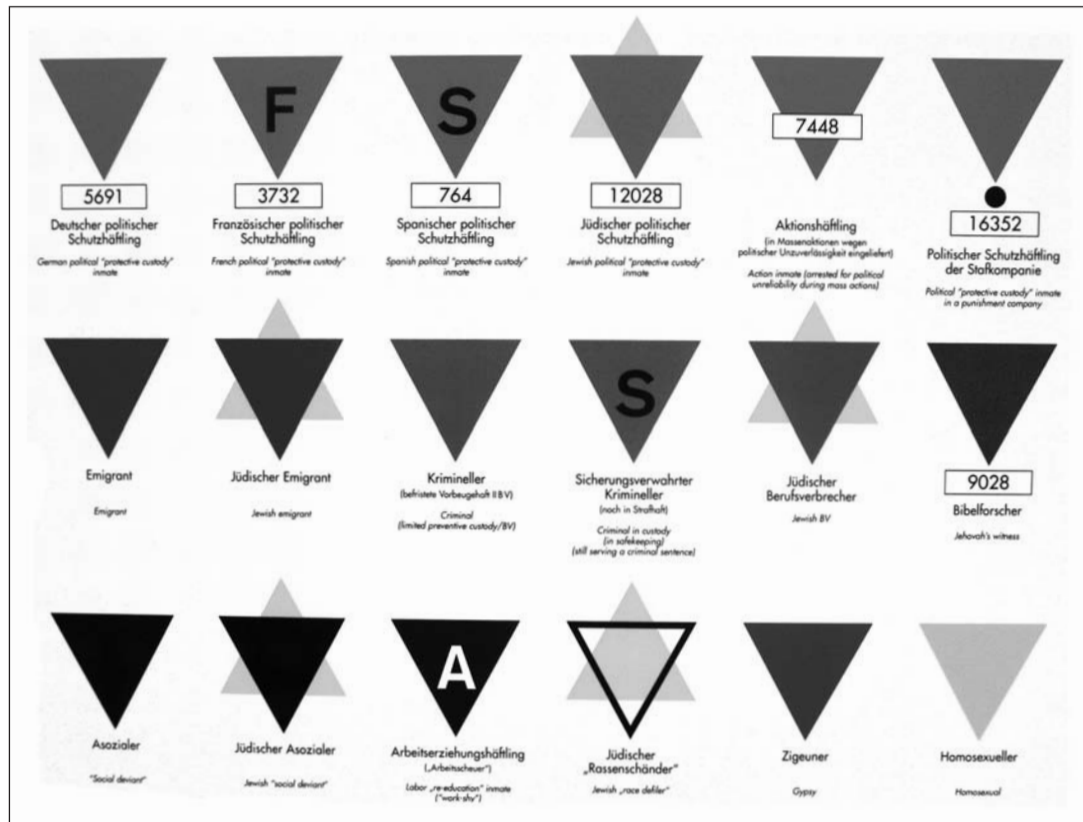 F
S
7448
5691
3732
764
12028
16352
Deutscher politischer
Schutzhäftling
German political "protective custody"
inmate
Französischer politischer
Schutzhäftling
French political "protective custody"
inmate
Spanischer politischer
Schutzhäftling
Spanish political "protective custody"
inmate
Jüdischer politischer
Schutzhäftling
Jewish political "protective custody"
inmate
Aktionshäftling
(in Massenaktionen wegen
politischer Unzuverlässigkeit eingeliefert)
Action inmate (arrested for political
unreliability during mass actions)
Politischer Schutzhäftling
der Stafkompanie
Political "protective custody" inmate
in a punishment company
Emigrant
Emigrant
Jüdischer Emigrant
Jewish emigrant
Krimineller
(befristete Vorbeugehaft II BV)
Criminal
(limited preventive custody/BV)
S
Sicherungsverwahrter
Krimineller
(noch in Strafhaft)
Criminal in custody
(in safekeeping)
(still serving a criminal sentence)
Jüdischer
Berufsverbrecher
Jewish BV
9028
Bibelforscher
Jehovah's witness
Asozialer
"Social deviant"
Jüdischer Asozialer
Jewish "social deviant"
A
Arbeitserziehungshäftling
(„Arbeitsscheuer")
Labor „re-education" inmate
("work-shy")
Jüdischer
„Rassenschänder"
Jewish „race defiler"
Zigeuner
Gypsy
Homosexueller
Homosexual